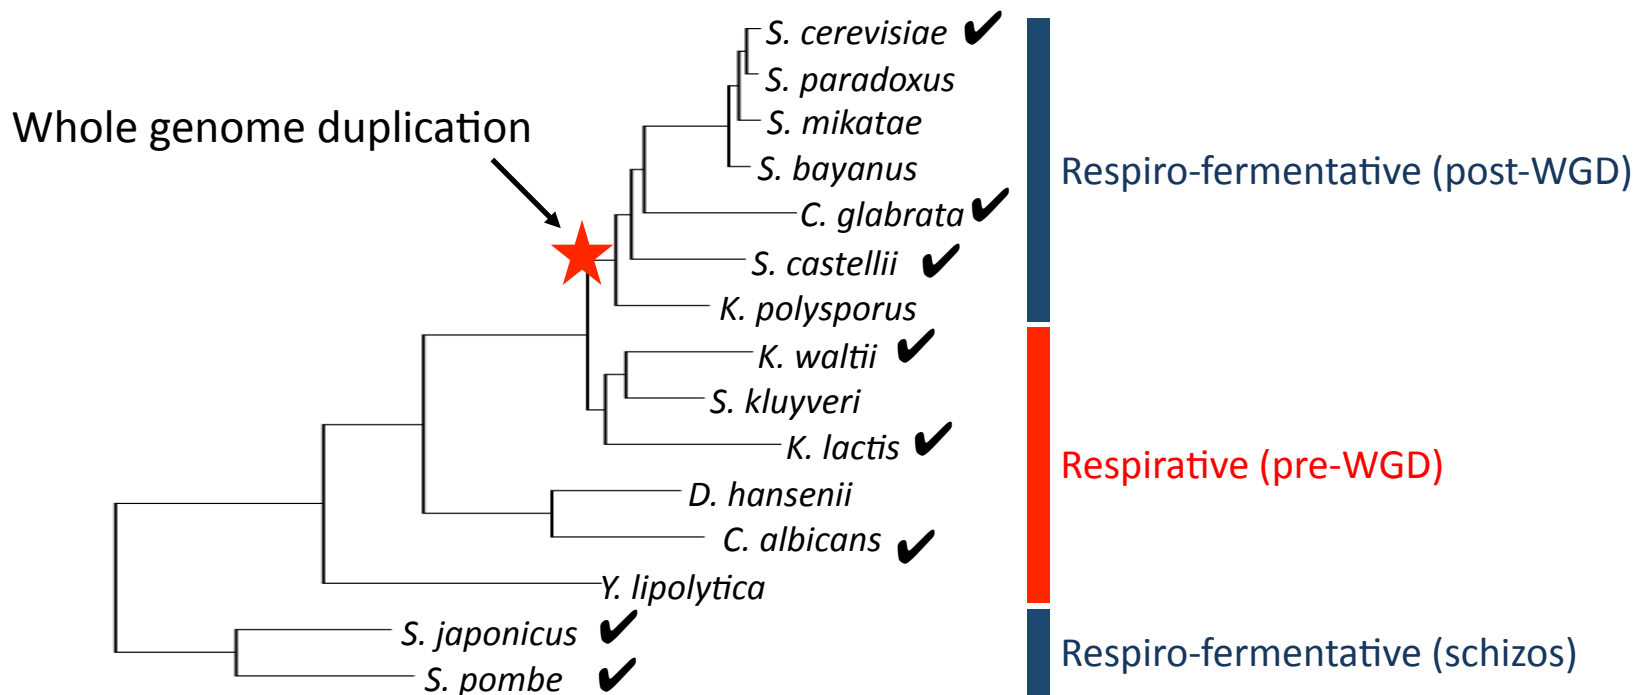 S. cerevisiae ✔
S. paradoxus
Whole genome duplication
S. mikatae
S. bayanus
Respiro-fermentative (post-WGD)
C. glabrata ✔
S. castellii ✔
K. polysporus
K. waltii ✔
S. kluyveri
K. lactis ✔
Respirative (pre-WGD)
D. hansenii
C. albicans ✔
Y. lipolytica
S. japonicus ✔
Respiro-fermentative (schizos)
S. pombe ✔